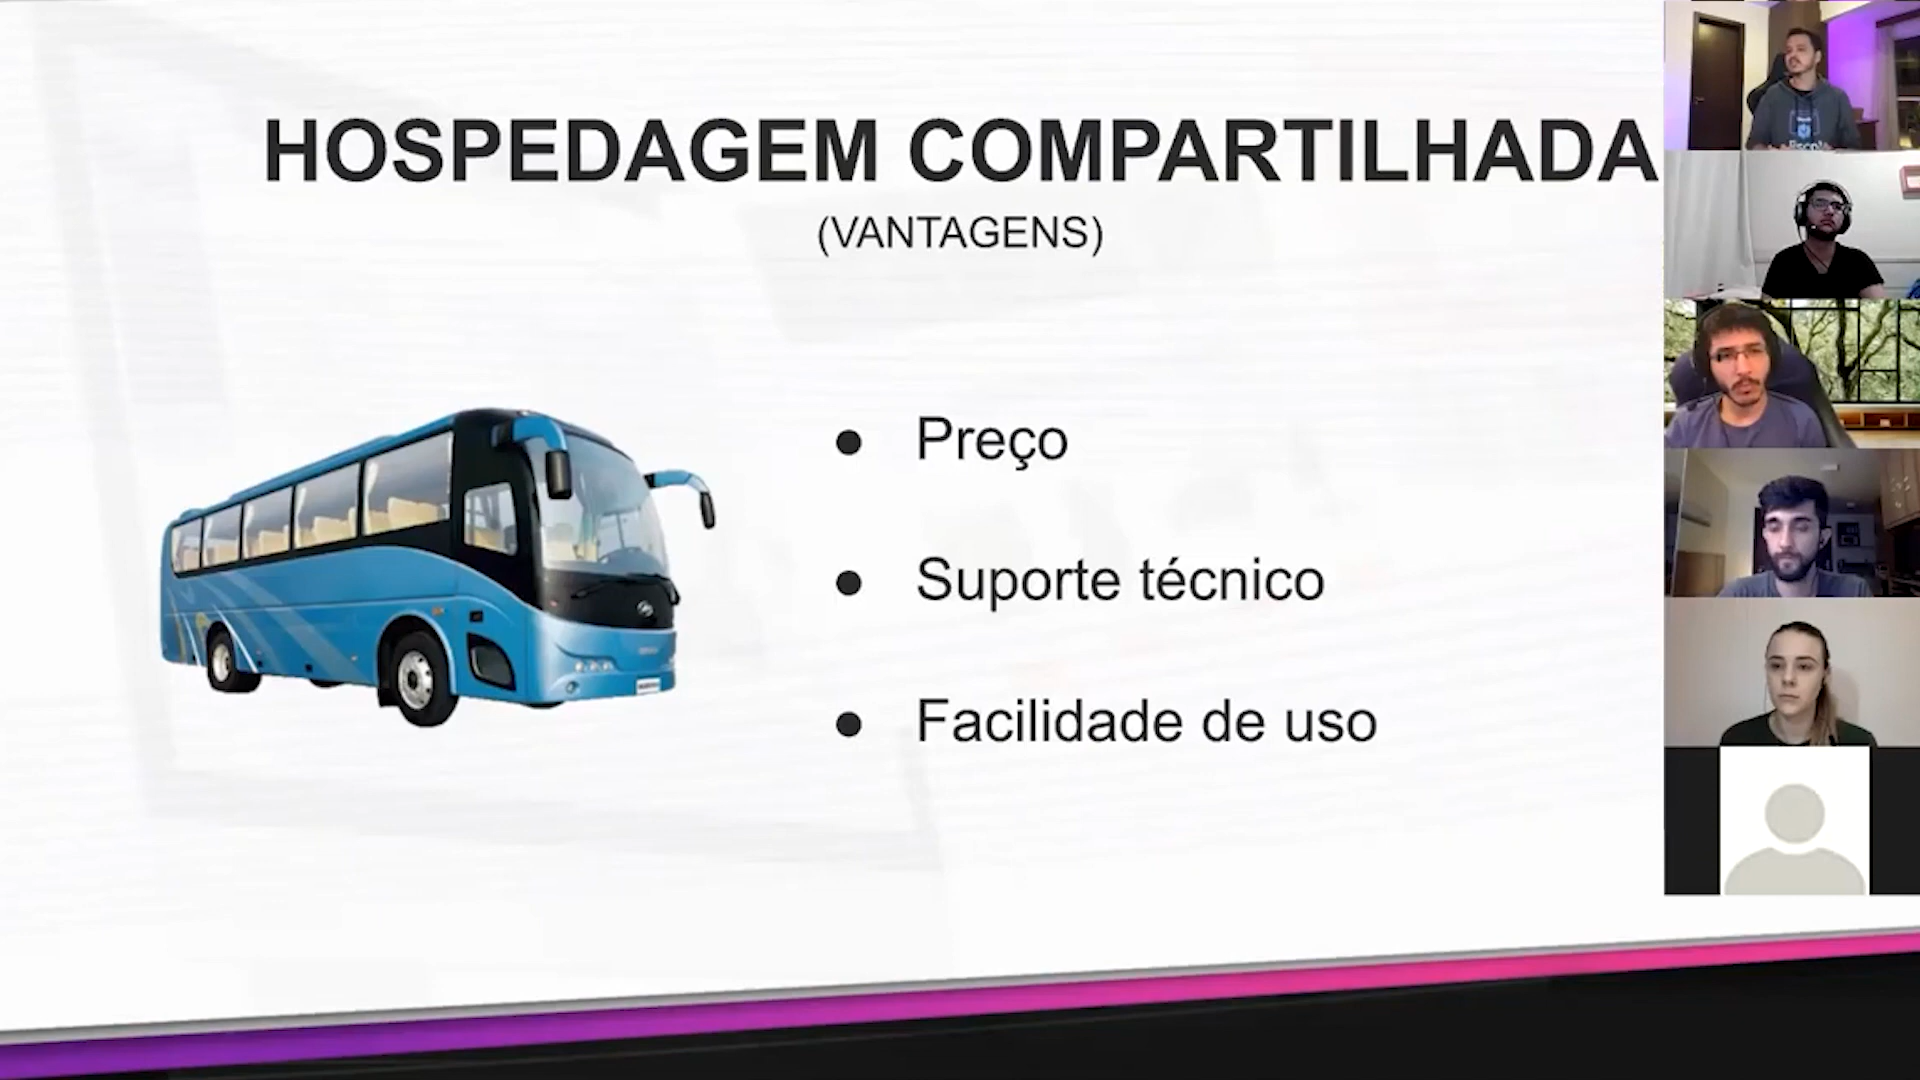 HOSPEDAGEM COMPARTILHADA
(VANTAGENS)
● Preço
● Suporte técnico
● Facilidade de uso